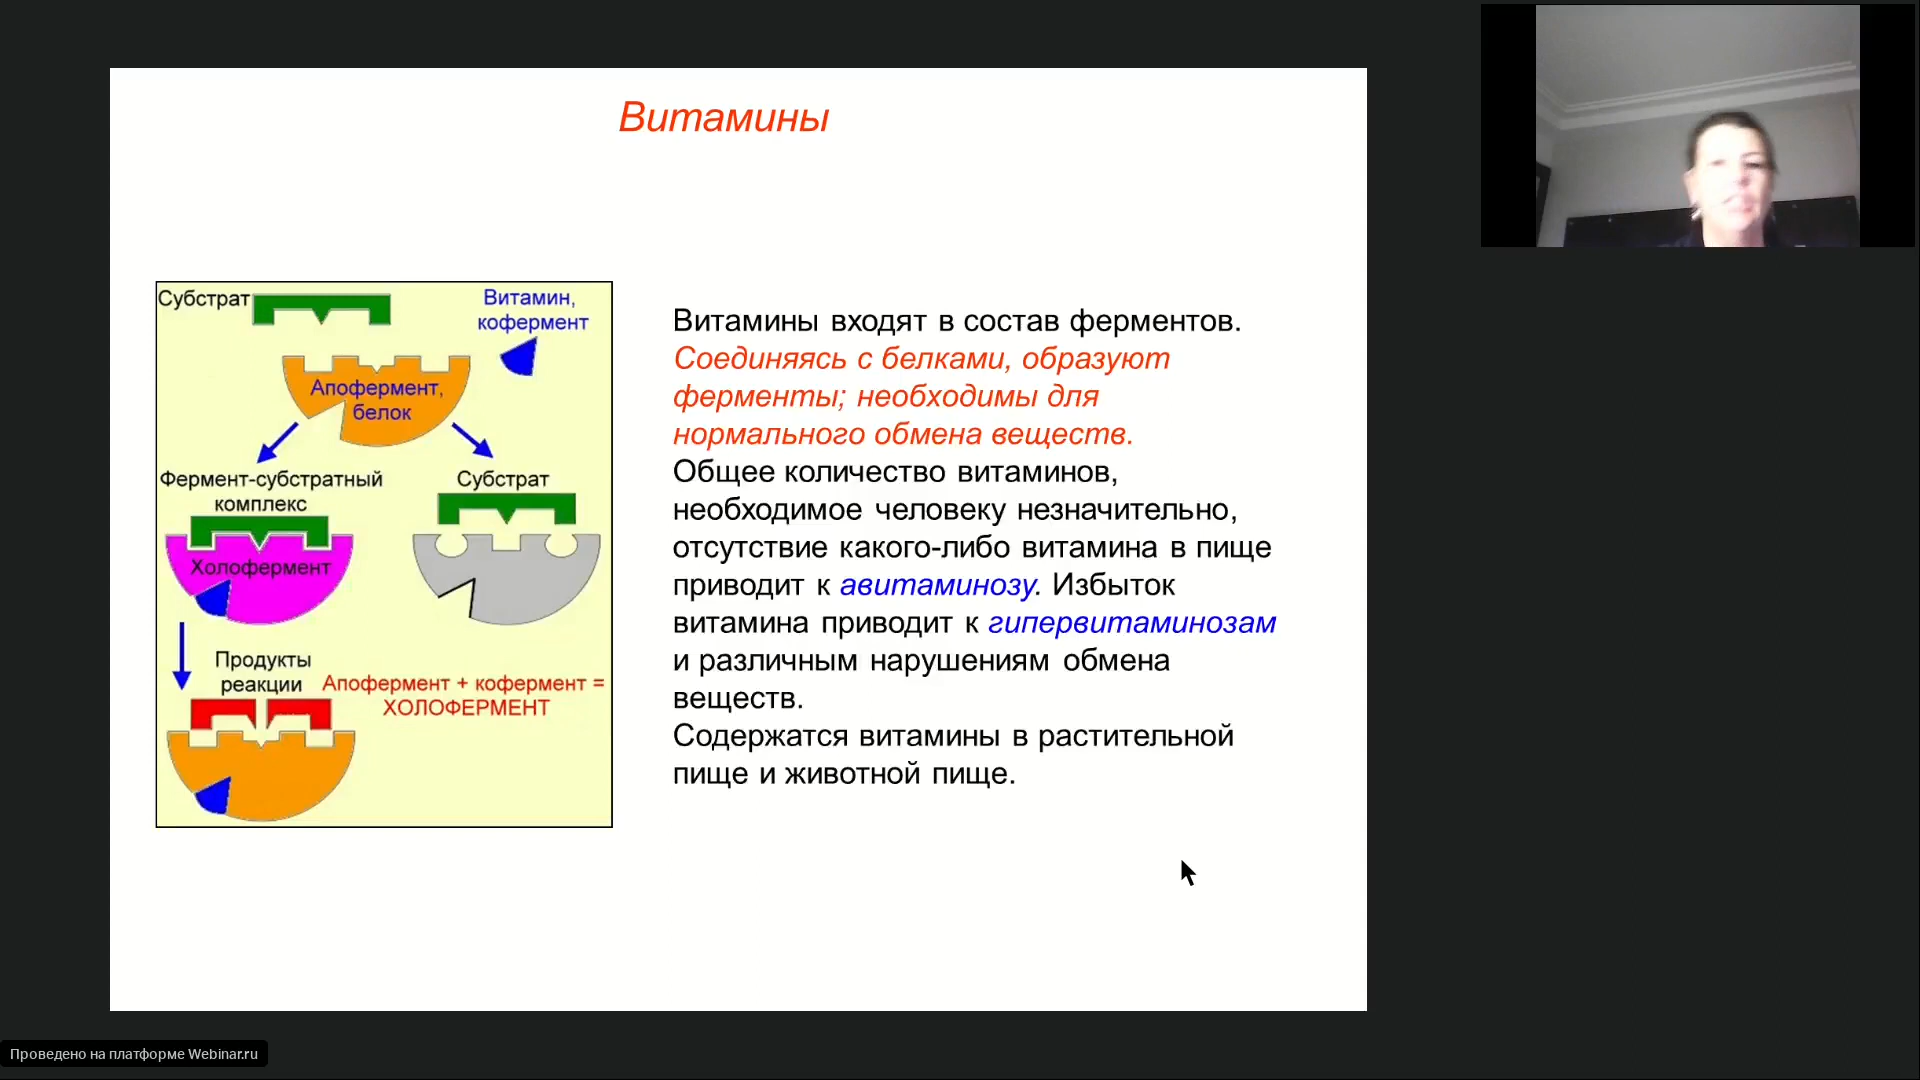 Витамины
Субстрат
Витамин,
кофермент
Апофермент,
белок
Фермент-субстратный
комплекс
Субстрат
Холофермент
Продукты
реакции
Апофермент + кофермент =
ХОЛОФЕРМЕНТ
Витамины входят в состав ферментов.
Соединяясь с белками, образуют
ферменты; необходимы для
нормального обмена веществ.
Общее количество витаминов,
необходимое человеку незначительно,
отсутствие какого-либо витамина в пище
приводит к авитаминозу. Избыток
витамина приводит к гипервитаминозам
и различным нарушениям обмена
веществ.
Содержатся витамины в растительной
пище и животной пище.
Проведено на платформе Webinar.ru